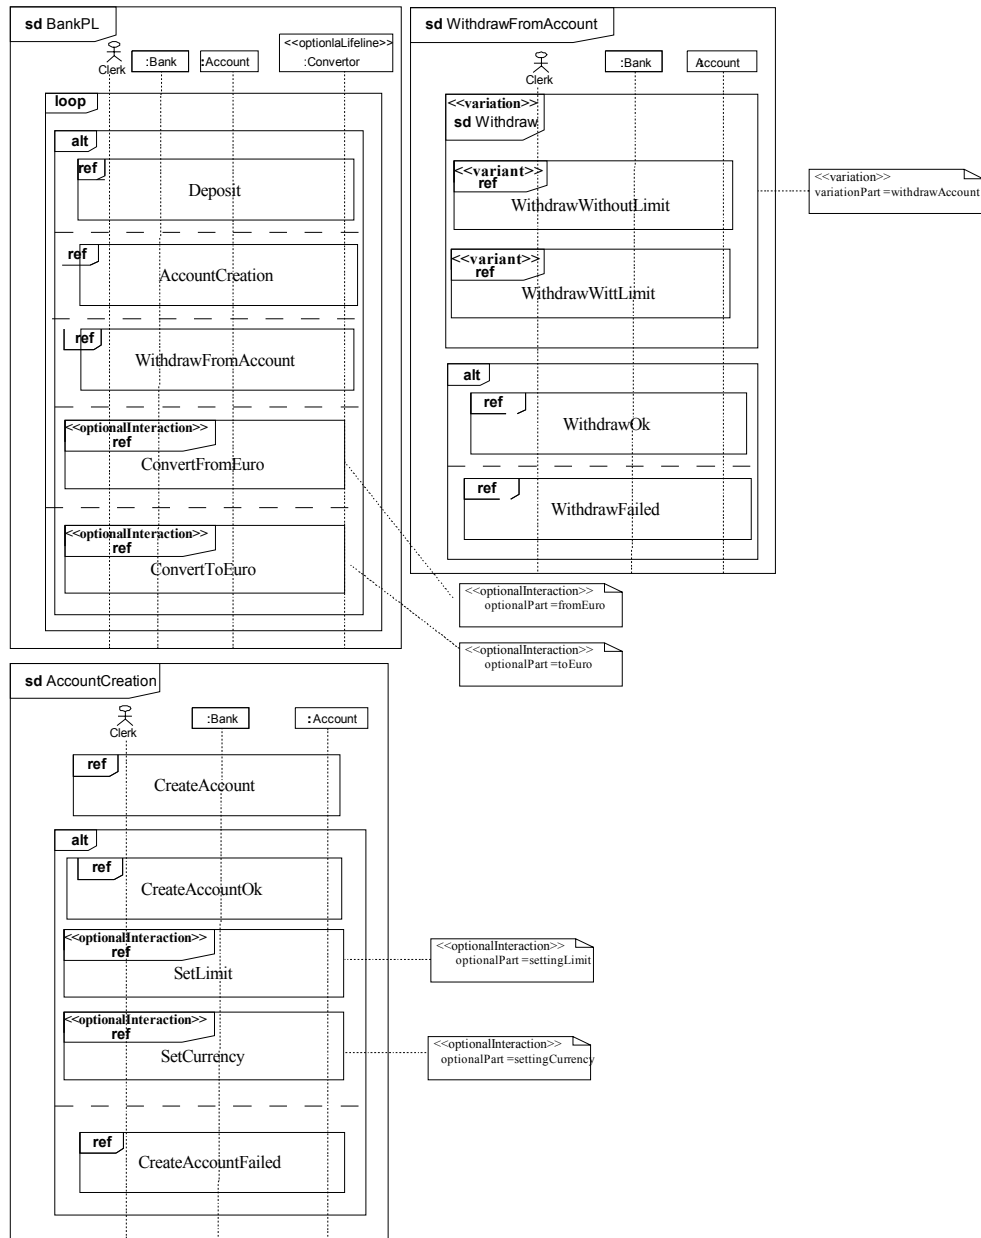 sd BankPL
<<optionlaLifeline>>
Clerk
:Bank
:Account
:Convertor
loop
alt
ref
Deposit
ref
AccountCreation
ref
WithdrawFromAccount
<<optionalInteraction>>
ref
ConvertFromEuro
<<optionalInteraction>>
ref
ConvertToEuro
sd WithdrawFromAccount
Clerk
:Bank
:Account
<<variation>>
sd Withdraw
<<variant>>
ref
WithdrawWithoutLimit
<<variant>>
ref
WithdrawWittLimit
<<variation>>
variationPart =withdrawAccount
alt
ref
WithdrawOk
ref
WithdrawFailed
<<optionalInteraction>>
optionalPart =fromEuro
<<optionalInteraction>>
optionalPart =toEuro
sd AccountCreation
Clerk
:Bank
:Account
ref
CreateAccount
alt
ref
CreateAccountOk
<<optionalInteraction>>
ref
SetLimit
<<optionalInteraction>>
optionalPart =settingLimit
<<optionalInteraction>>
ref
SetCurrency
<<optionalInteraction>>
optionalPart =settingCurrency
ref
CreateAccountFailed